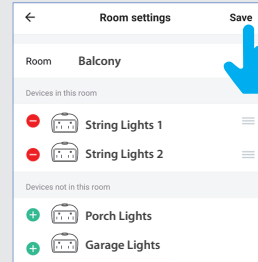 Room settings
Save
Room Balcony
Devices in this room
String Lights 1
String Lights 2
Devices not in this room
Porch Lights
Garage Lights